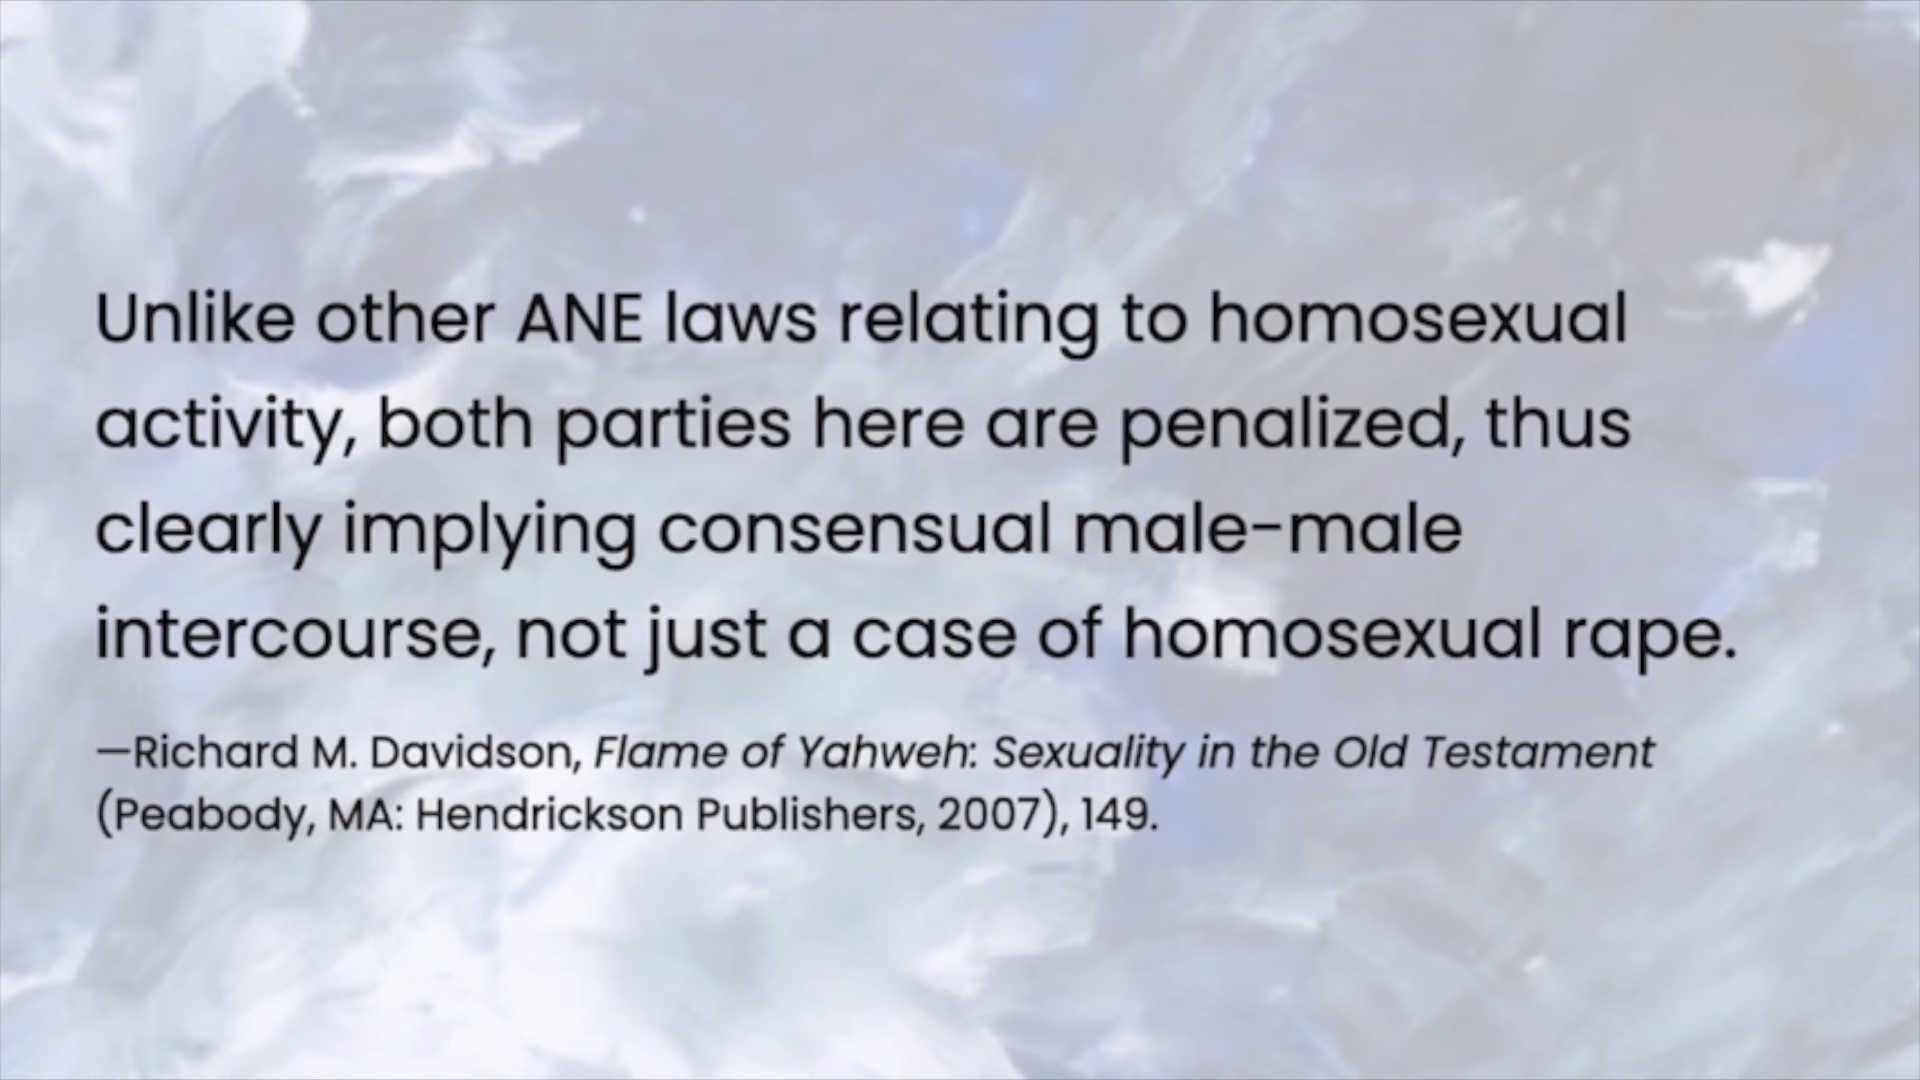 Unlike other ANE laws relating to homosexual
activity, both parties here are penalized, thus
clearly implying consensual male-male
intercourse, not just a case of homosexual rape.
—Richard M. Davidson, Flame of Yahweh: Sexuality in the Old Testament
(Peabody, MA: Hendrickson Publishers, 2007), 149.